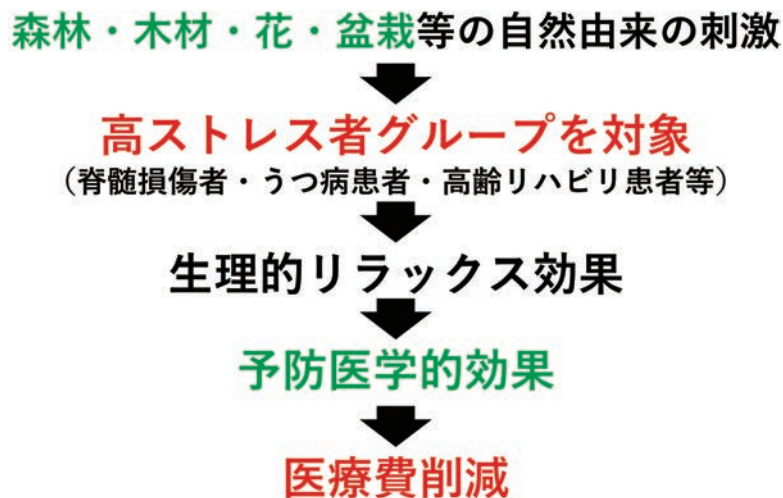 森林・木材・花・盆栽等の自然由来の刺激
高ストレス者グループを対象
（脊髄損傷者・うつ病患者・高齢リハビリ患者等）
生理的リラックス効果
予防医学的効果
医療費削減